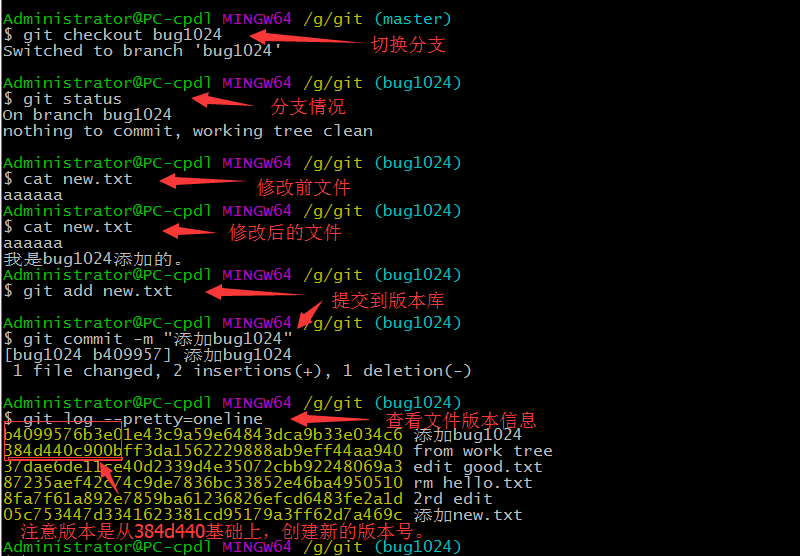 Administrator@PC-cpdl MINGW64 /g/git (master)
$ git checkout bug1024
切换分支
Switched to branch 'bug1024'
Administrator@PC-cpdl MINGW64 /g/git (bug1024)
$ git status
分支情况
On branch bug1024
nothing to commit, working tree clean
Administrator@PC-cpdl MINGW64 /g/git (bug1024)
$ cat new.txt
修改前文件
aaaaaa
Administrator@PC-cpdl MINGW64 /g/git (bug1024)
$ cat new.txt
修改后的文件
aaaaaa
我是bug1024添加的。
Administrator@PC-cpdl MINGW64 /g/git (bug1024)
$ git add new.txt
提交到版本库
Administrator@PC-cpdl MINGW64 /g/git (bug1024)
$ git commit -m "添加bug1024"
[bug1024 b409957] 添加bug1024
1 file changed, 2 insertions(+), 1 deletion(-)
Administrator@PC-cpdl MINGW64 /g/git (bug1024)
$ git log --pretty=oneline
查看文件版本信息
b4099576b3e01e43c9a59e64843dca9b33e034c6 添加bug1024
384d440c900bff3da1562229888ab9eff44aa940 from work tree
37dae6de11ce40d2339d4e35072cbb92248069a3 edit good.txt
87235aef42c74c9de7836bc33852e46ba4950510 rm hello.txt
8fa7f61a892e7859ba61236826efcd6483fe2a1d 2rd edit
05c753447d3341623381cd95179a3ff62d7a469c 添加new.txt
注意版本是从384d440基础上，创建新的版本号。
Administrator@PC-cpdl MINGW64 /g/git (bug1024)